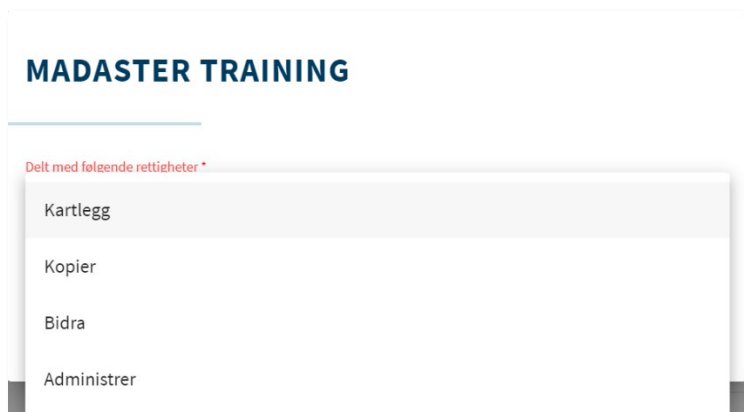 MADASTER TRAINING
Delt med følgende rettigheter *
Kartlegg
Kopier
Bidra
Administrer